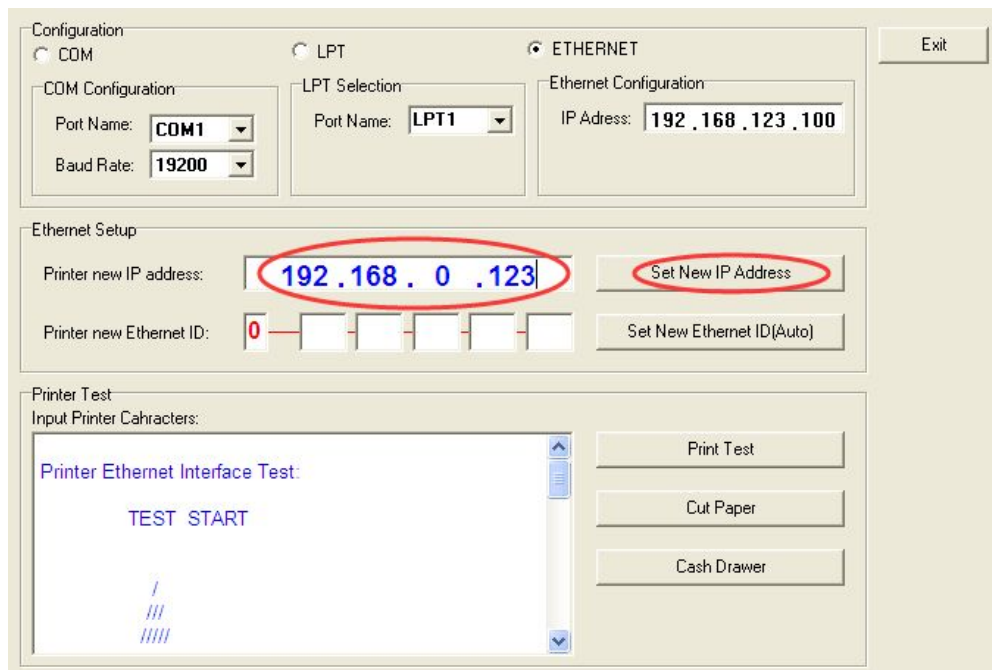 Configuration
COM
LPT
ETHERNET
Exit
COM Configuration
Port Name: COM1
Baud Rate: 19200
LPT Selection
Port Name: LPT1
Ethernet Configuration
IP Adress: 192 .168 .123 .100
Ethernet Setup
Printer new IP address: 192 .168 . 0 .123
Set New IP Address
Printer new Ethernet ID: 0
Set New Ethernet ID(Auto)
Printer Test
Input Printer Cahracters:
Printer Ethernet Interface Test:
TEST START
/
///
/////
Print Test
Cut Paper
Cash Drawer